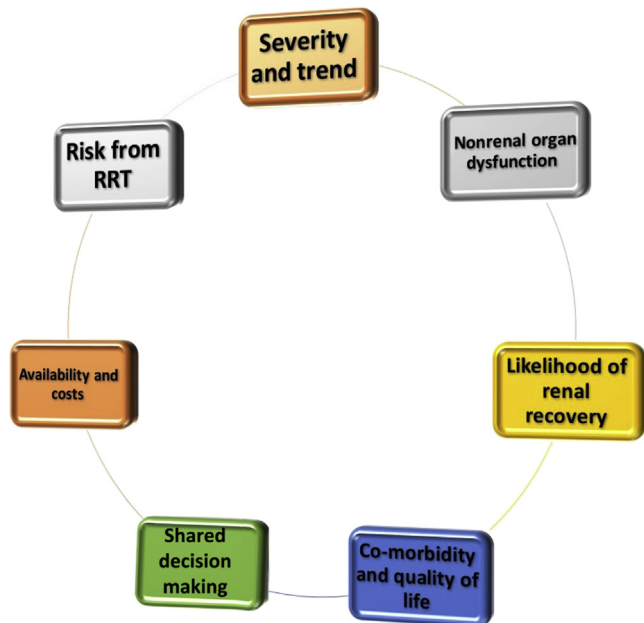 Severity
and trend
Nonrenal organ
dysfunction
Likelihood of
renal
recovery
Co-morbidity
and quality of
life
Shared
decision
making
Availability and
costs
Risk from
RRT